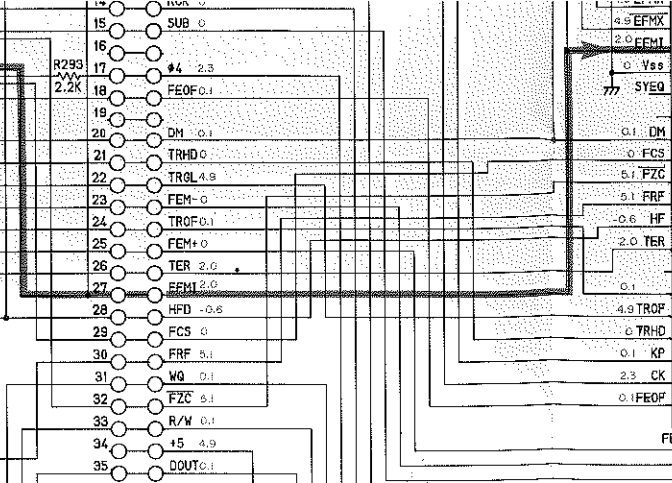 14 RCK 0
15 SUB 0
16
R293
2.2K
17 φ4 2.3
18 FEOF 0.1
19
20 DM 0.1
21 TRHD 0
22 TRGL 4.9
23 FEM- 0
24 TROF 0.1
25 FEM+ 0
26 TER 2.0
27 EFMI 2.0
28 HFD -0.6
29 FCS 0
30 FRF 5.1
31 WQ 0.1
32 FZC 5.1
33 R/W 0.1
34 +5 4.9
35 DOUT 0.1
4.9 EFMX
2.0 EFMI
0 Vss
SYEQ
0.1 DM
0 FCS
5.1 FZC
5.1 FRF
-0.6 HF
2.0 TER
0.1
4.9 TROF
0 TRHD
0.1 KP
2.3 CK
0.1 FEOF